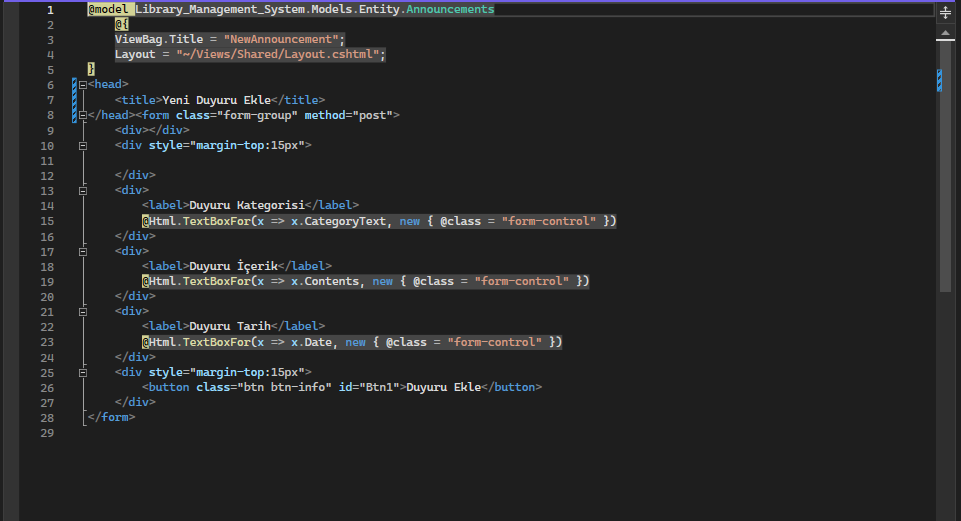 1 @model Library_Management_System.Models.Entity.Announcements
2 @{
3 ViewBag.Title = "NewAnnouncement";
4 Layout = "~/Views/Shared/Layout.cshtml";
5 }
6 <head>
7 <title>Yeni Duyuru Ekle</title>
8 </head><form class="form-group" method="post">
9 <div></div>
10 <div style="margin-top:15px">
11
12 </div>
13 <div>
14 <label>Duyuru Kategorisi</label>
15 @Html.TextBoxFor(x => x.CategoryText, new { @class = "form-control" })
16 </div>
17 <div>
18 <label>Duyuru İçerik</label>
19 @Html.TextBoxFor(x => x.Contents, new { @class = "form-control" })
20 </div>
21 <div>
22 <label>Duyuru Tarih</label>
23 @Html.TextBoxFor(x => x.Date, new { @class = "form-control" })
24 </div>
25 <div style="margin-top:15px">
26 <button class="btn btn-info" id="Btn1">Duyuru Ekle</button>
27 </div>
28 </form>
29